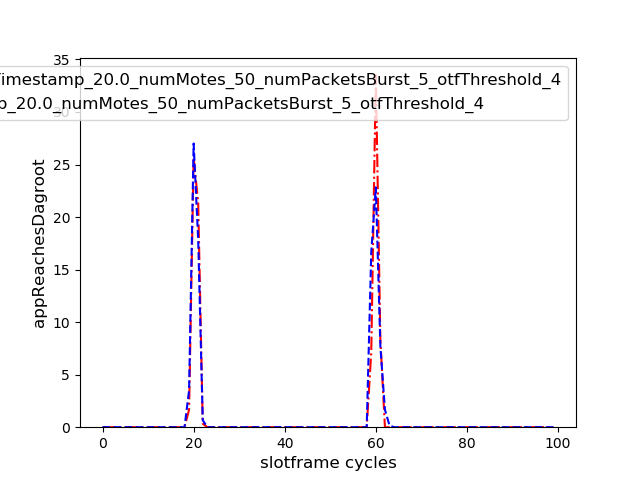 imestamp_20.0_numMotes_50_numPacketsBurst_5_otfThreshold_4
p_20.0_numMotes_50_numPacketsBurst_5_otfThreshold_4
35
30
25
20
15
10
5
0
appReachesDagroot
0 20 40 60 80 100
slotframe cycles